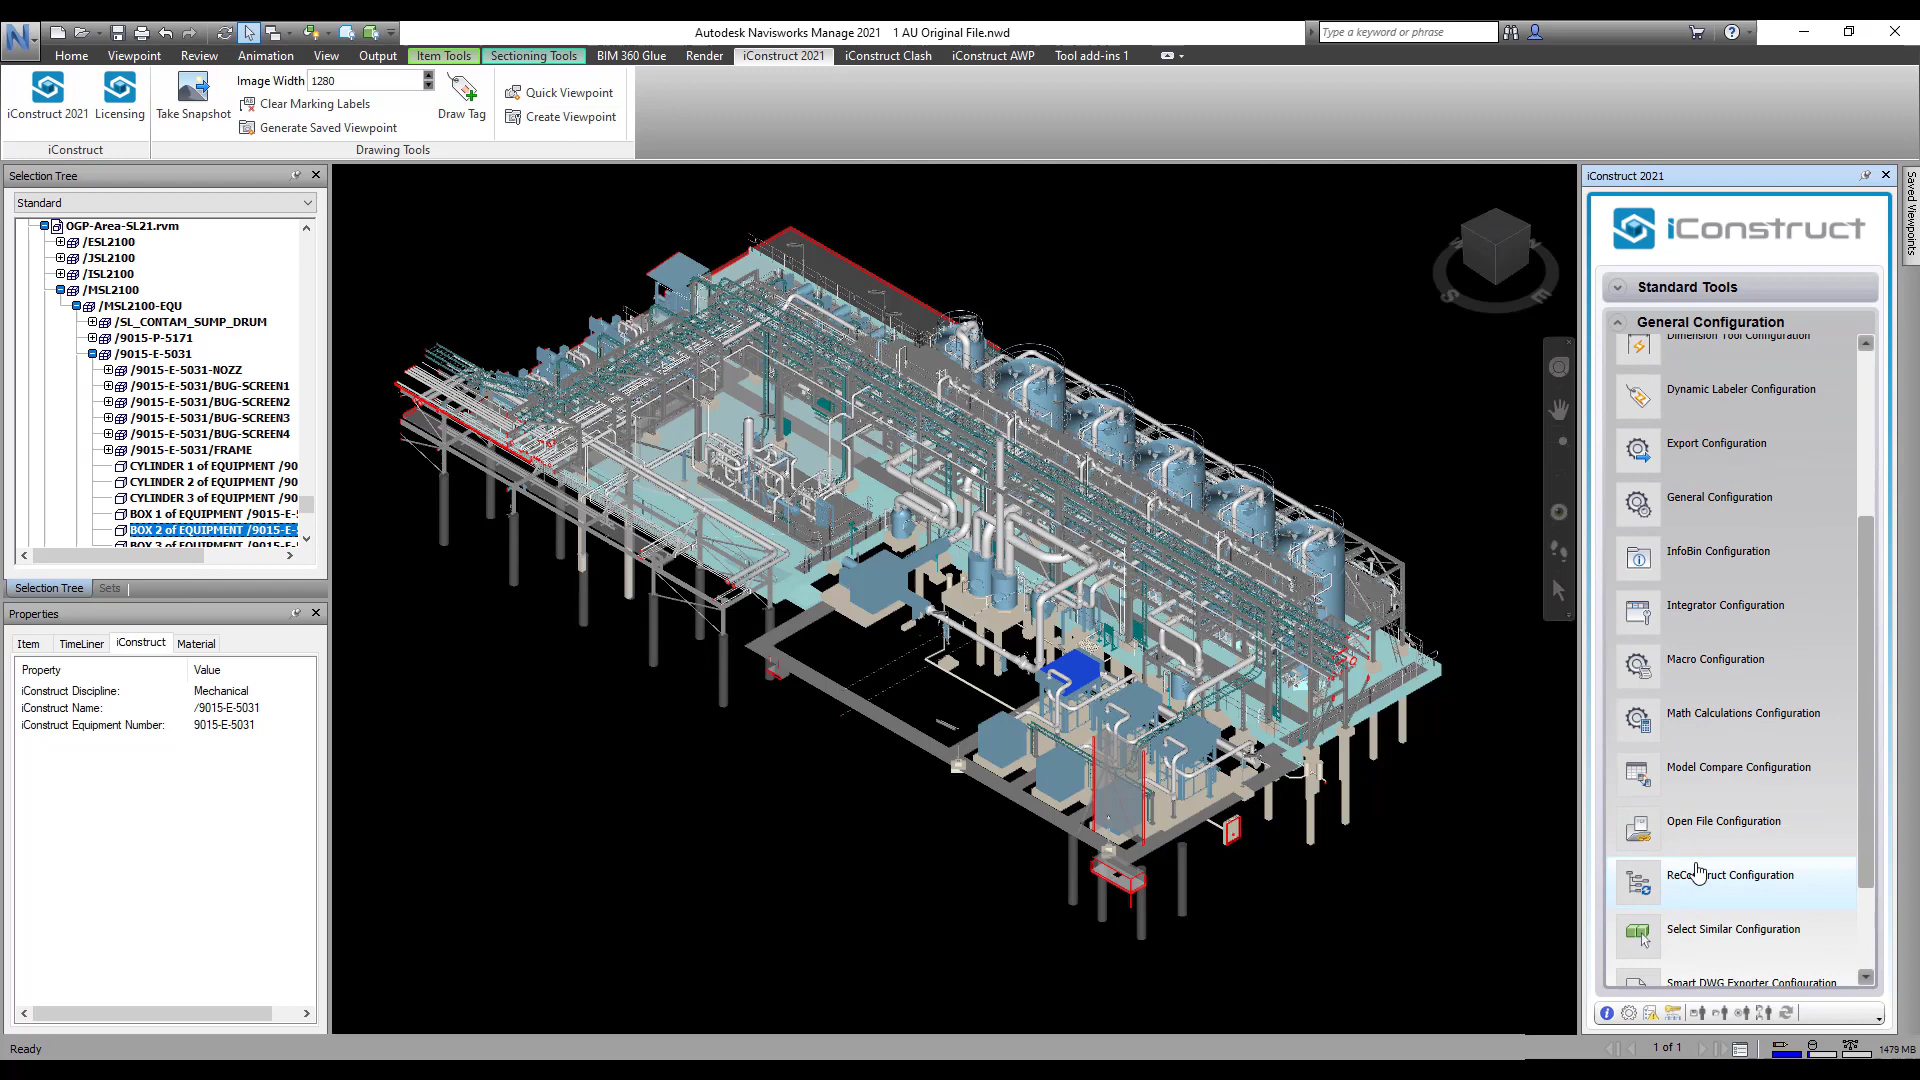 Autodesk Navisworks Manage 2021 1 AU Original File.nwd
Type a keyword or phrase
Home Viewpoint Review Animation View Output Item Tools Sectioning Tools BIM 360 Glue Render iConstruct 2021 iConstruct Clash iConstruct AWP Tool add-ins 1
iConstruct 2021
Licensing
Take Snapshot
Image Width 1280
Clear Marking Labels
Generate Saved Viewpoint
Draw Tag
Quick Viewpoint
Create Viewpoint
iConstruct
Drawing Tools
Selection Tree
Standard
OGP-Area-SL21.rvm
/ESL2100
/JSL2100
/ISL2100
/MSL2100
/MSL2100-EQU
/SL_CONTAM_SUMP_DRUM
/9015-P-5171
/9015-E-5031
/9015-E-5031-NOZZ
/9015-E-5031/BUG-SCREEN1
/9015-E-5031/BUG-SCREEN2
/9015-E-5031/BUG-SCREEN3
/9015-E-5031/BUG-SCREEN4
/9015-E-5031/FRAME
CYLINDER 1 of EQUIPMENT /90
CYLINDER 2 of EQUIPMENT /90
CYLINDER 3 of EQUIPMENT /90
BOX 1 of EQUIPMENT /9015-E-
BOX 2 of EQUIPMENT /9015-E-
BOX 3 of EQUIPMENT /9015-E-
Selection Tree Sets
Properties
Item TimeLiner iConstruct Material
Property Value
iConstruct Discipline: Mechanical
iConstruct Name: /9015-E-5031
iConstruct Equipment Number: 9015-E-5031
iConstruct 2021
iConstruct
Standard Tools
General Configuration
Dimension Tool Configuration
Dynamic Labeler Configuration
Export Configuration
General Configuration
InfoBin Configuration
Integrator Configuration
Macro Configuration
Math Calculations Configuration
Model Compare Configuration
Open File Configuration
ReConstruct Configuration
Select Similar Configuration
Smart DWG Exporter Configuration
Saved Viewpoints
Ready
1 of 1
1479 MB